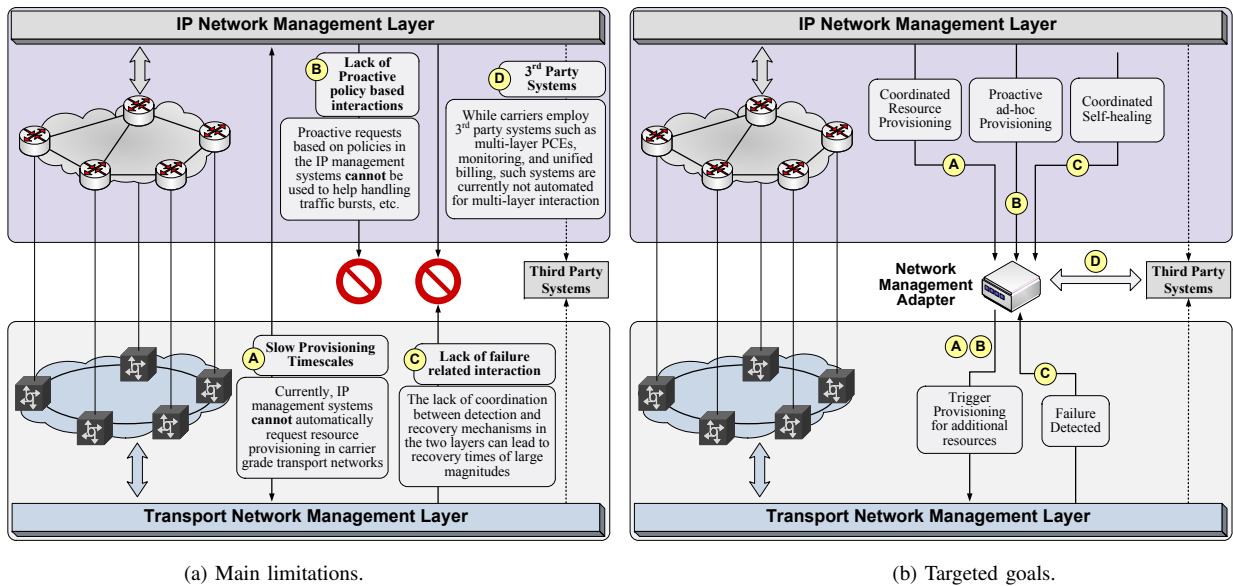 IP Network Management Layer
B
Lack of
Proactive
policy based
interactions
Proactive requests
based on policies in
the IP management
systems cannot be
used to help handling
traffic bursts, etc.
D
3rd Party
Systems
While carriers employ
3rd party systems such as
multi-layer PCEs,
monitoring, and unified
billing, such systems are
currently not automated
for multi-layer interaction
Third Party
Systems
A
Slow Provisioning
Timescales
Currently, IP
management systems
cannot automatically
request resource
provisioning in carrier
grade transport networks
C
Lack of failure
related interaction
The lack of coordination
between detection and
recovery mechanisms in
the two layers can lead to
recovery times of large
magnitudes
Transport Network Management Layer
(a) Main limitations.
IP Network Management Layer
Coordinated
Resource
Provisioning
Proactive
ad-hoc
Provisioning
Coordinated
Self-healing
A
B
C
Network
Management
Adapter
D
Third Party
Systems
A B
C
Trigger
Provisioning
for additional
resources
Failure
Detected
Transport Network Management Layer
(b) Targeted goals.